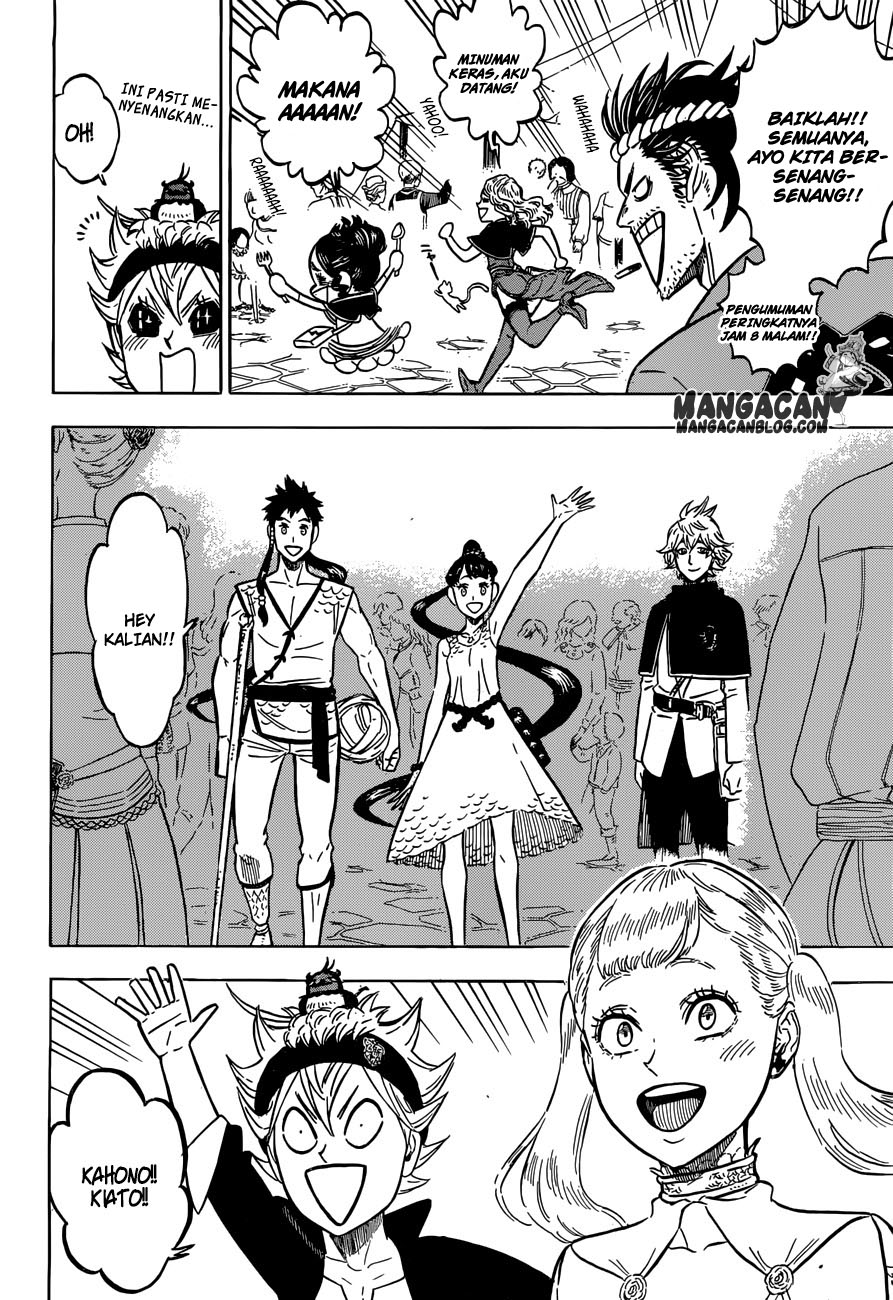 BAIKLAH!!
SEMUANYA,
AYO KITA BER-
SENANG-
SENANG!!
PENGUMUMAN
PERINGKATNYA
JAM 8 MALAM!!
MINUMAN
KERAS, AKU
DATANG!
WAHAHAHA
YAHOO!
MAKANA
AAAAAN!
RAAAAAAAH!
INI PASTI ME-
NYENANGKAN...
OH!
MANGACAN
MANGACANBLOG.COM
HEY
KALIAN!!
KAHONO!!
KIATO!!